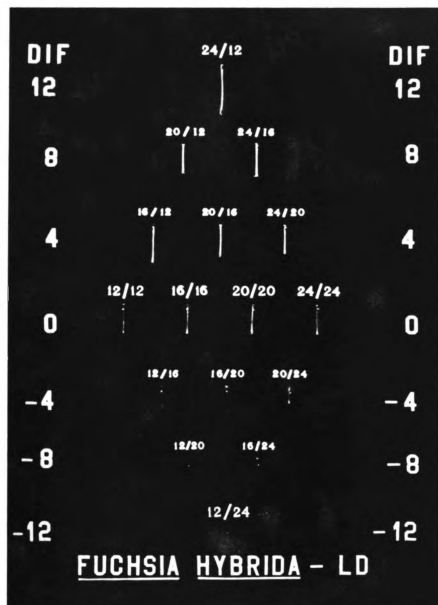 DIF 24/12 DIF
12 12
8 20/12 24/16 8
4 16/12 20/16 24/20 4
12/12 16/16 20/20 24/24
0 0
12/16 16/20 20/24
-4 -4
12/20 16/24
-8 -8
12/24
-12 -12
FUCHSIA HYBRIDA - LD